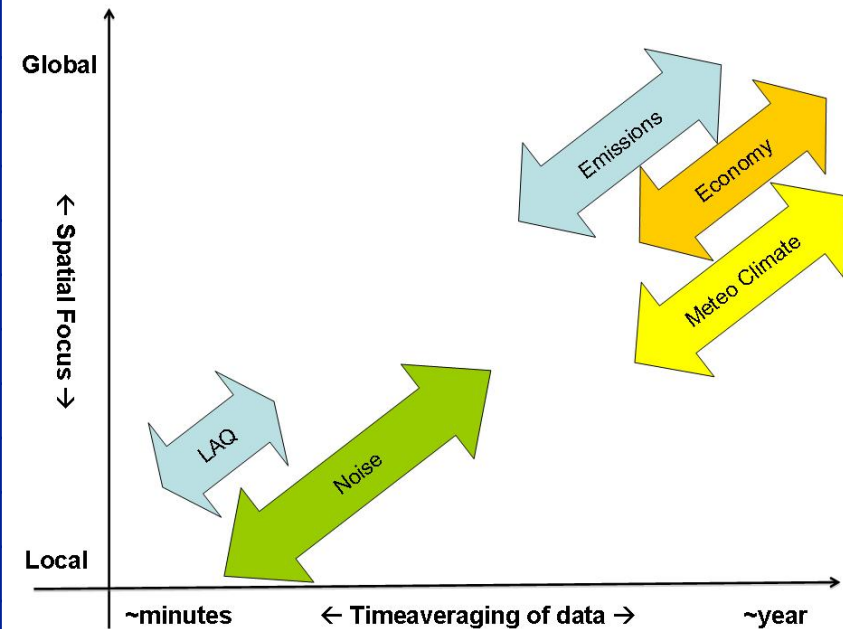 Global
Emissions
Economy
← Spatial Focus →
Meteo Climate
LAQ
Noise
Local
~minutes ← Timeaveraging of data → ~year